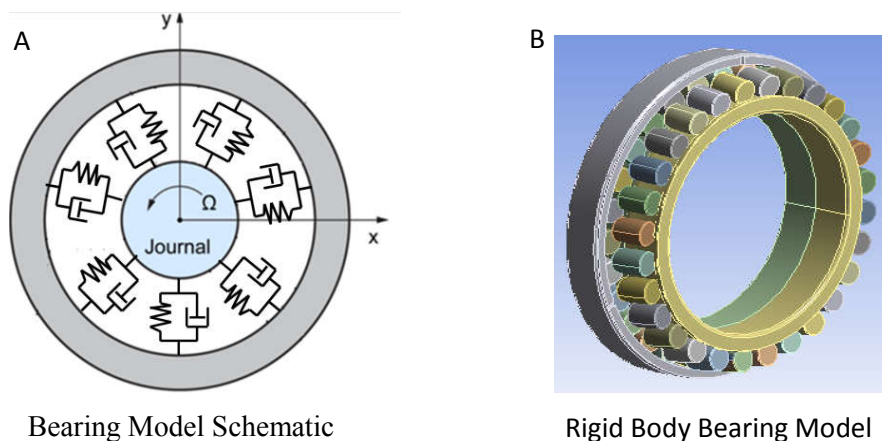 A
y
B
Ω
x
Journal
Bearing Model Schematic
Rigid Body Bearing Model